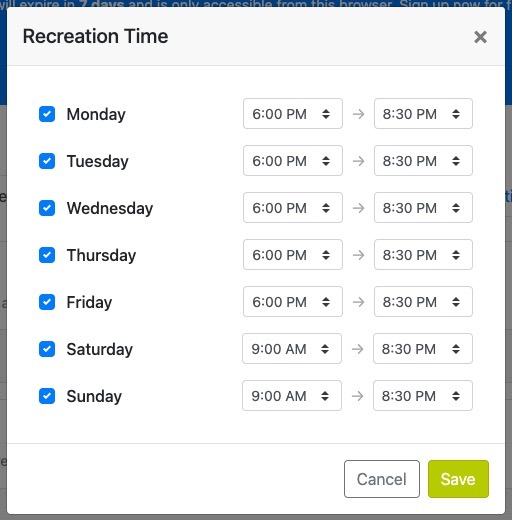 will expire in 7 days and is only accessible from this browser. Sign up now for f
Recreation Time ×
Monday 6:00 PM → 8:30 PM
Tuesday 6:00 PM → 8:30 PM
Wednesday 6:00 PM → 8:30 PM
Thursday 6:00 PM → 8:30 PM
Friday 6:00 PM → 8:30 PM
Saturday 9:00 AM → 8:30 PM
Sunday 9:00 AM → 8:30 PM
Cancel Save